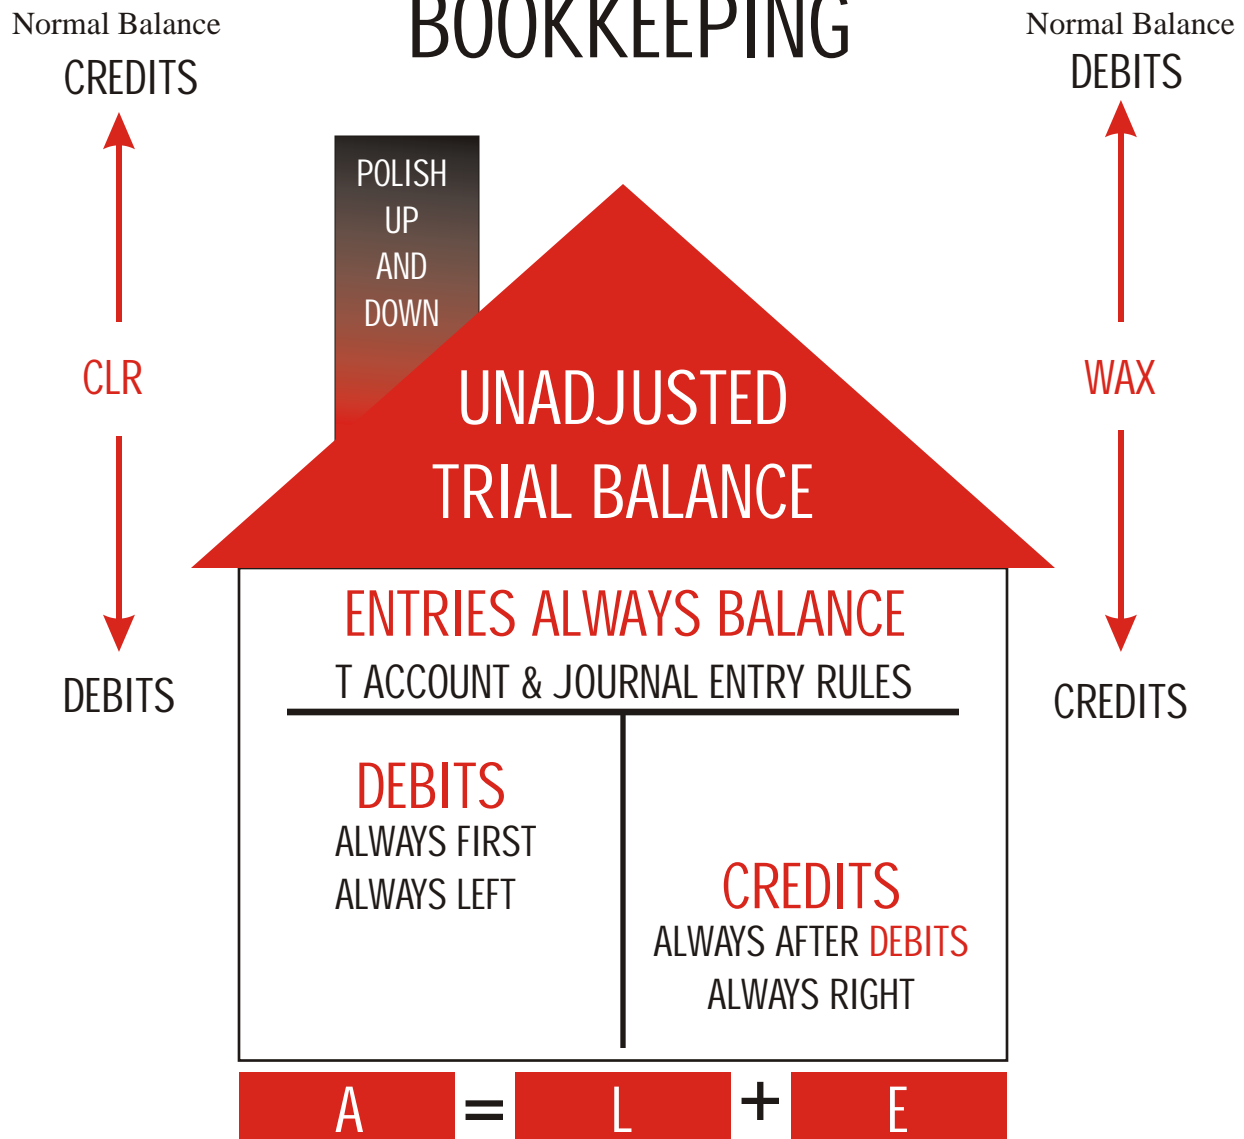 BOOKKEEPING
Normal Balance
CREDITS
CLR
DEBITS
Normal Balance
DEBITS
WAX
CREDITS
POLISH
UP
AND
DOWN
UNADJUSTED
TRIAL BALANCE
ENTRIES ALWAYS BALANCE
T ACCOUNT & JOURNAL ENTRY RULES
DEBITS
ALWAYS FIRST
ALWAYS LEFT
CREDITS
ALWAYS AFTER DEBITS
ALWAYS RIGHT
A = L + E